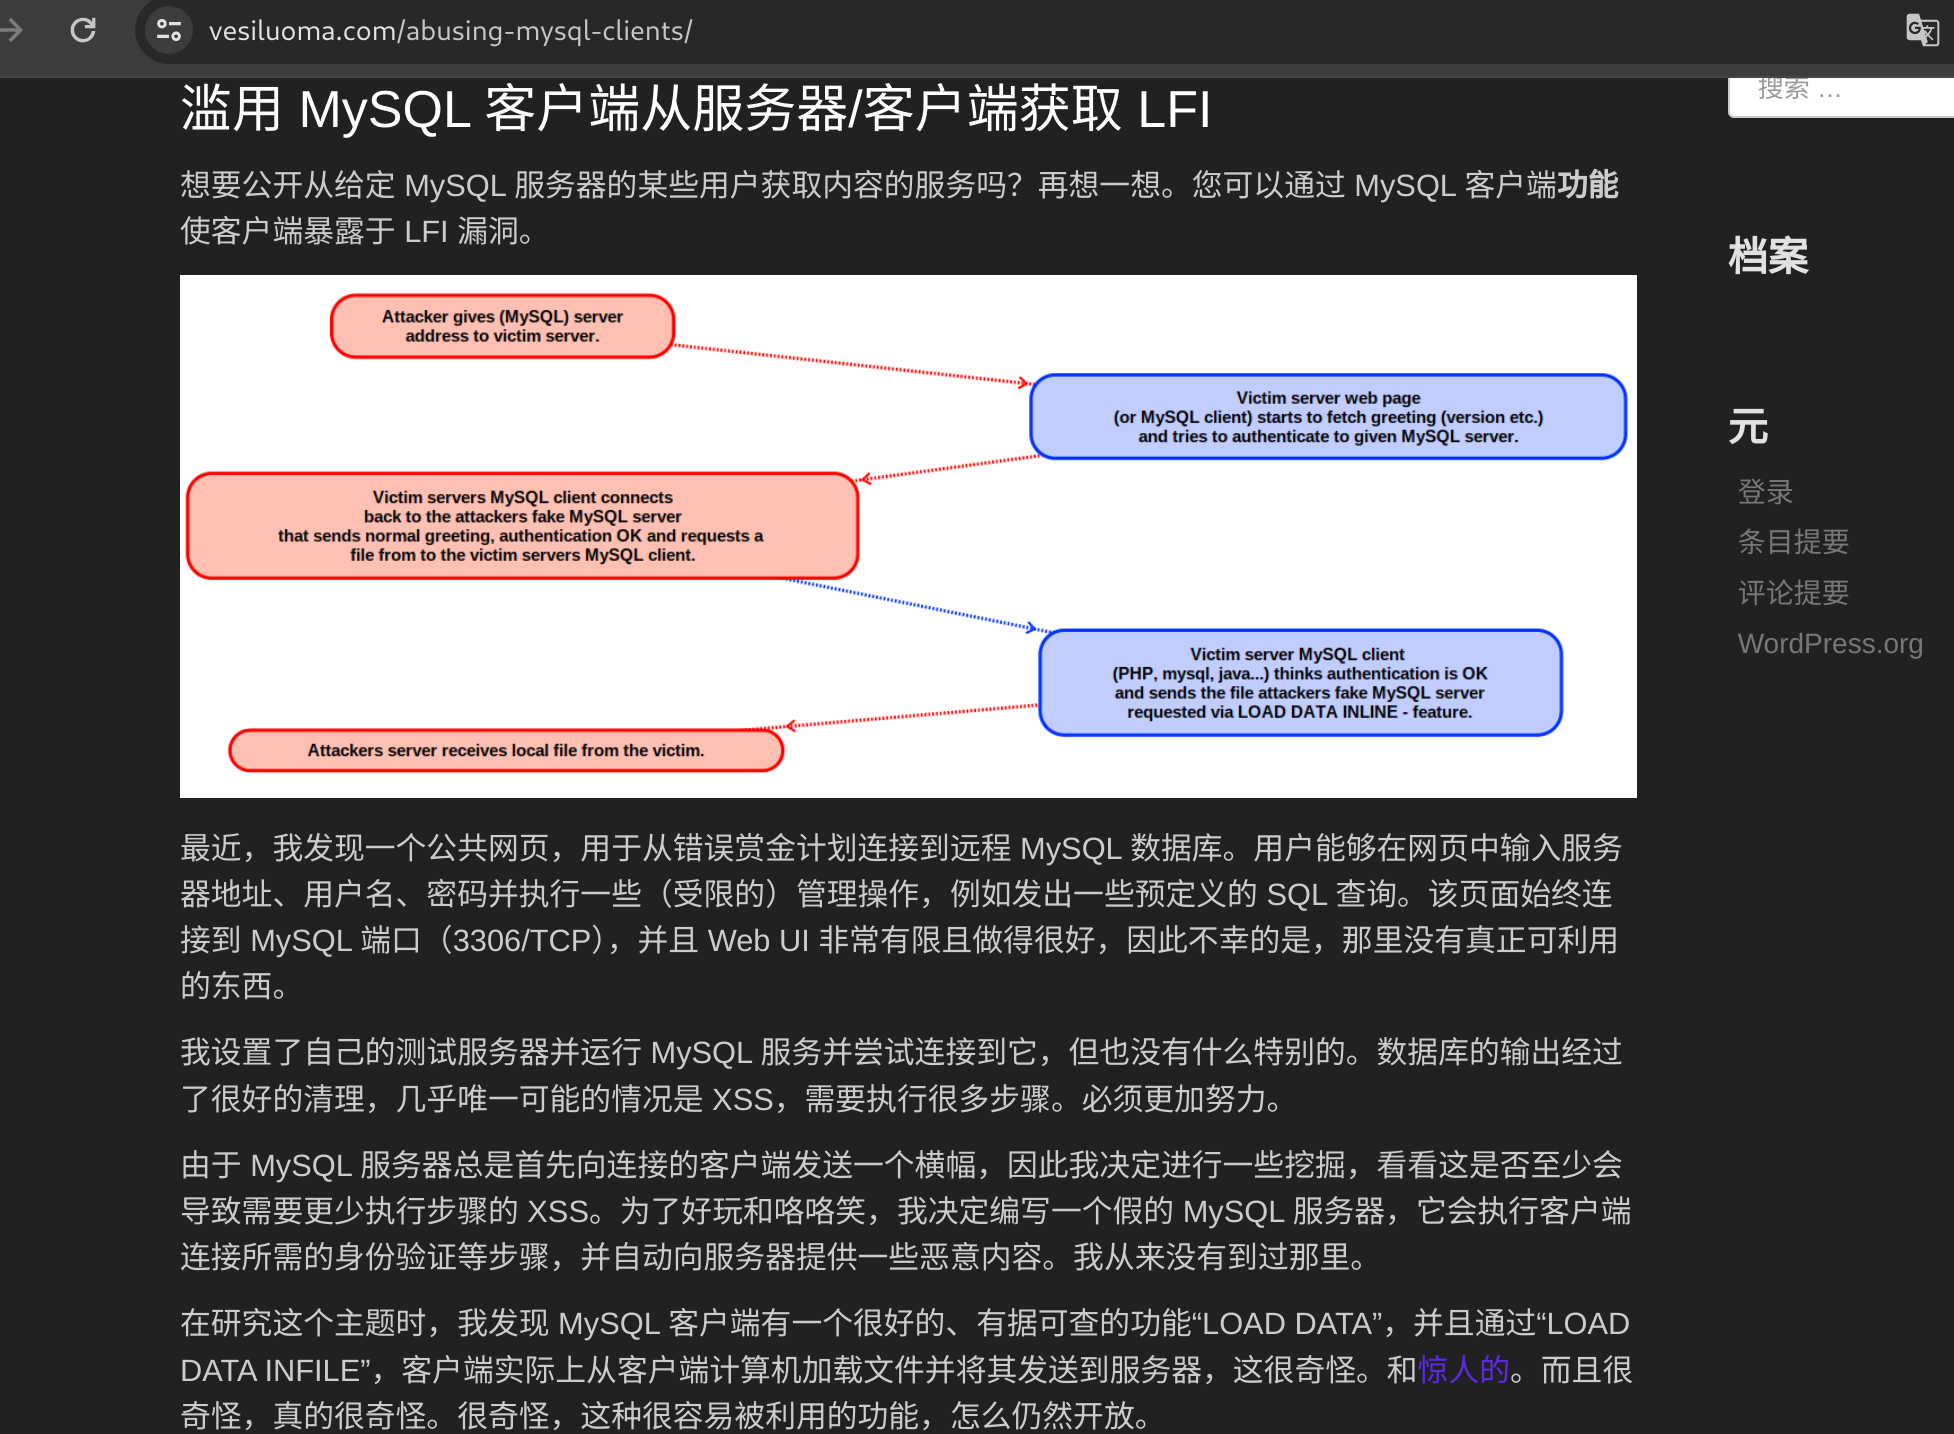 vesiluoma.com/abusing-mysql-clients/
滥用 MySQL 客户端从服务器/客户端获取 LFI
搜索 …
想要公开从给定 MySQL 服务器的某些用户获取内容的服务吗？再想一想。您可以通过 MySQL 客户端功能
使客户端暴露于 LFI 漏洞。
Attacker gives (MySQL) server
address to victim server.
Victim server web page
(or MySQL client) starts to fetch greeting (version etc.)
and tries to authenticate to given MySQL server.
Victim servers MySQL client connects
back to the attackers fake MySQL server
that sends normal greeting, authentication OK and requests a
file from to the victim servers MySQL client.
Victim server MySQL client
(PHP, mysql, java...) thinks authentication is OK
and sends the file attackers fake MySQL server
requested via LOAD DATA INLINE - feature.
Attackers server receives local file from the victim.
最近，我发现一个公共网页，用于从错误赏金计划连接到远程 MySQL 数据库。用户能够在网页中输入服务
器地址、用户名、密码并执行一些（受限的）管理操作，例如发出一些预定义的 SQL 查询。该页面始终连
接到 MySQL 端口（3306/TCP），并且 Web UI 非常有限且做得很好，因此不幸的是，那里没有真正可利用
的东西。
我设置了自己的测试服务器并运行 MySQL 服务并尝试连接到它，但也没有什么特别的。数据库的输出经过
了很好的清理，几乎唯一可能的情况是 XSS，需要执行很多步骤。必须更加努力。
由于 MySQL 服务器总是首先向连接的客户端发送一个横幅，因此我决定进行一些挖掘，看看这是否至少会
导致需要更少执行步骤的 XSS。为了好玩和咯咯笑，我决定编写一个假的 MySQL 服务器，它会执行客户端
连接所需的身份验证等步骤，并自动向服务器提供一些恶意内容。我从来没有到过那里。
在研究这个主题时，我发现 MySQL 客户端有一个很好的、有据可查的功能“LOAD DATA”，并且通过“LOAD
DATA INFILE”，客户端实际上从客户端计算机加载文件并将其发送到服务器，这很奇怪。和惊人的。而且很
奇怪，真的很奇怪。很奇怪，这种很容易被利用的功能，怎么仍然开放。
档案
元
登录
条目提要
评论提要
WordPress.org